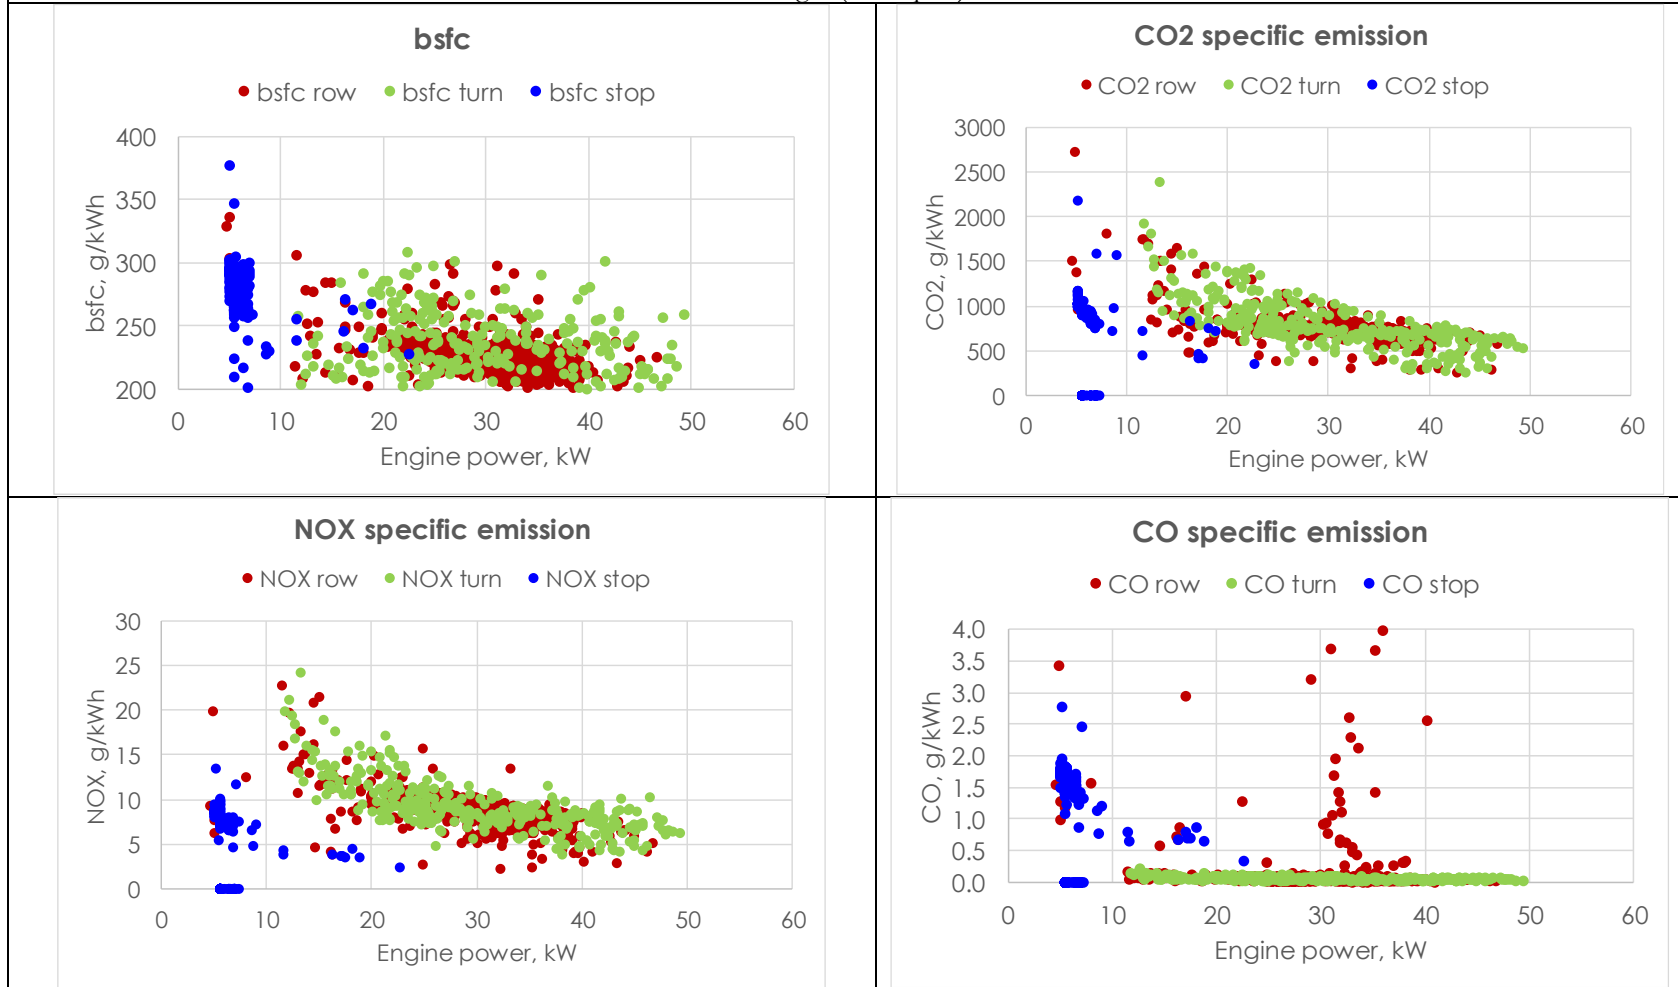 bsfc
bsfc row bsfc turn bsfc stop
400
350
300
250
200
bsfc, g/kWh
0 10 20 30 40 50 60
Engine power, kW
CO2 specific emission
CO2 row CO2 turn CO2 stop
3000
2500
2000
1500
1000
500
0
CO2, g/kWh
0 10 20 30 40 50 60
Engine power, kW
NOX specific emission
NOX row NOX turn NOX stop
30
25
20
15
10
5
0
NOX, g/kWh
0 10 20 30 40 50 60
Engine power, kW
CO specific emission
CO row CO turn CO stop
4.0
3.5
3.0
2.5
2.0
1.5
1.0
0.5
0.0
CO, g/kWh
0 10 20 30 40 50 60
Engine power, kW